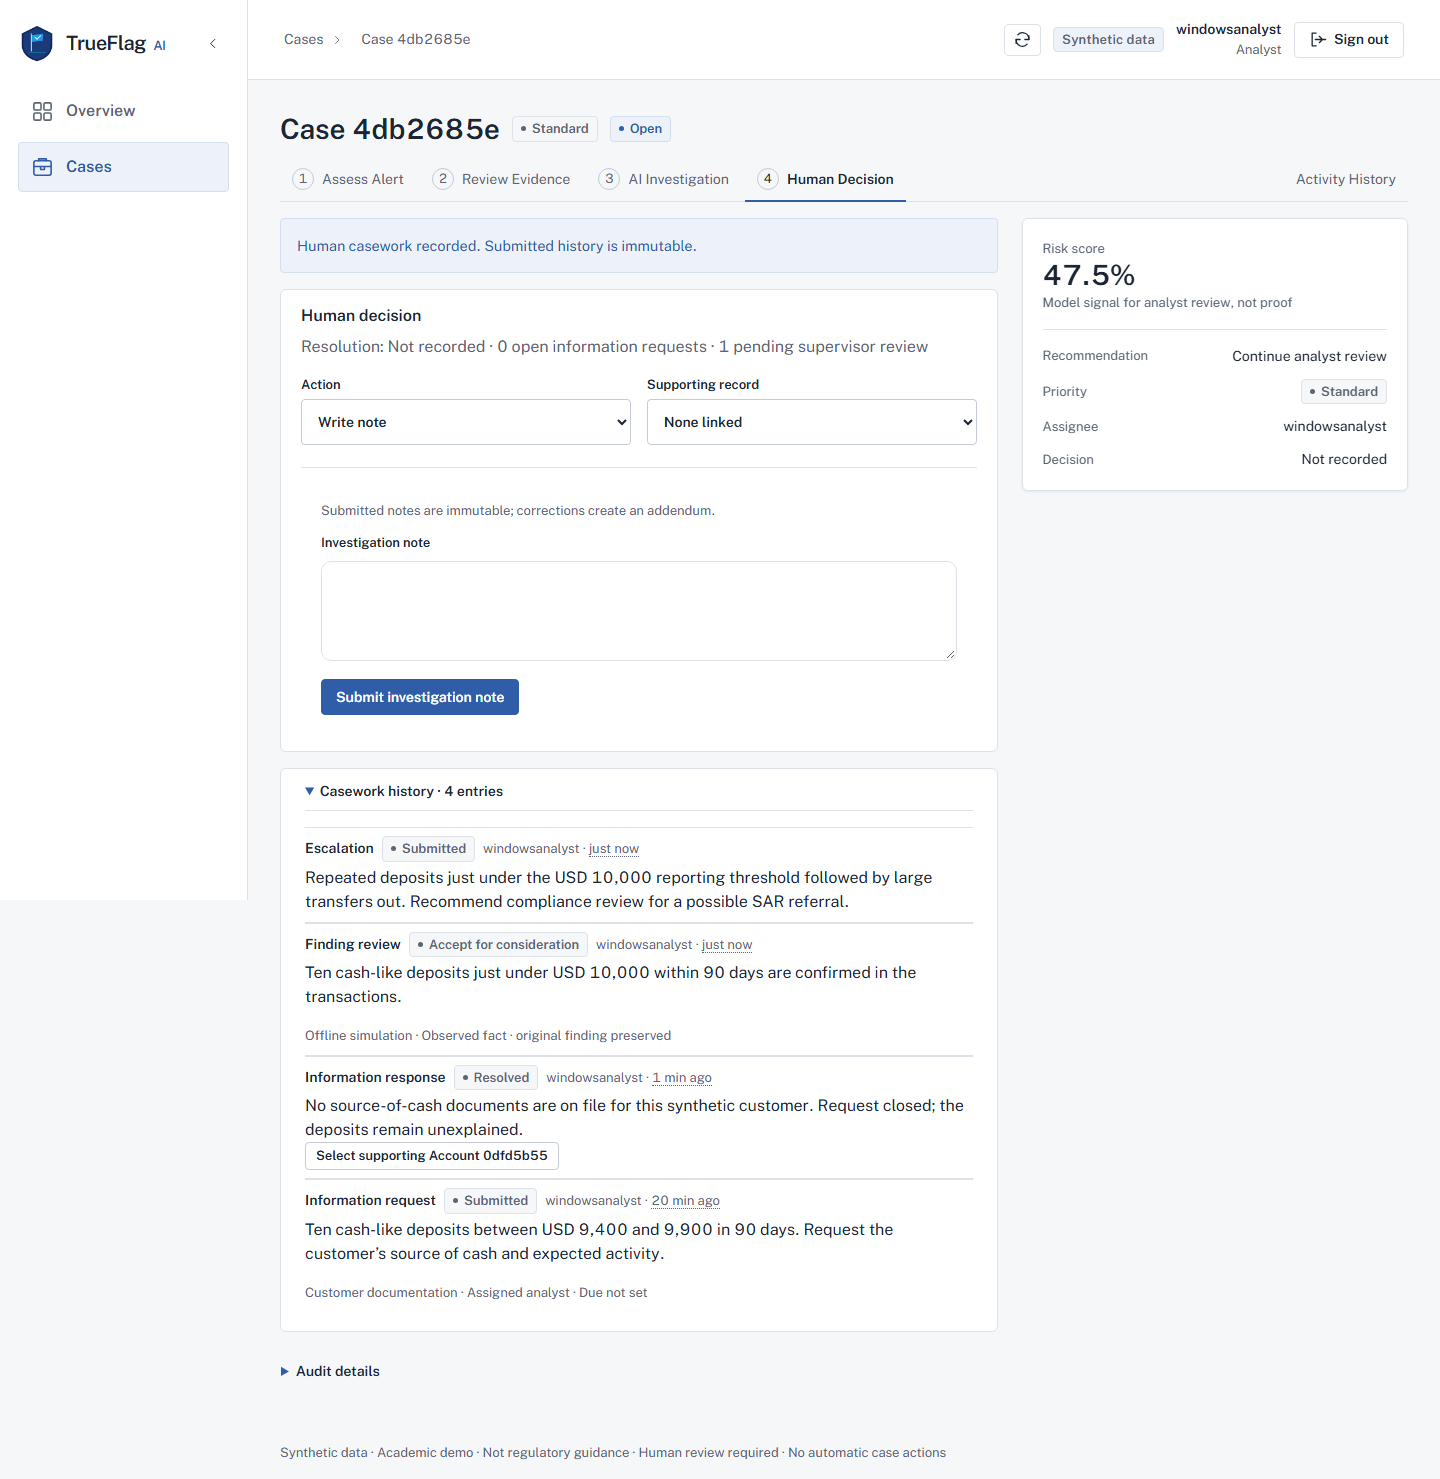 TrueFlag AI
Overview
Cases
Cases
Case 4db2685e
Synthetic data
windowsanalyst
Analyst
Sign out
Case 4db2685e
Standard
Open
1 Assess Alert
2 Review Evidence
3 AI Investigation
4 Human Decision
Activity History
Human casework recorded. Submitted history is immutable.
Human decision
Resolution: Not recorded · 0 open information requests · 1 pending supervisor review
Action
Supporting record
Write note
None linked
Submitted notes are immutable; corrections create an addendum.
Investigation note
Submit investigation note
Risk score
47.5%
Model signal for analyst review, not proof
Recommendation Continue analyst review
Priority Standard
Assignee windowsanalyst
Decision Not recorded
Casework history · 4 entries
Escalation Submitted windowsanalyst · just now
Repeated deposits just under the USD 10,000 reporting threshold followed by large
transfers out. Recommend compliance review for a possible SAR referral.
Finding review Accept for consideration windowsanalyst · just now
Ten cash-like deposits just under USD 10,000 within 90 days are confirmed in the
transactions.
Offline simulation · Observed fact · original finding preserved
Information response Resolved windowsanalyst · 1 min ago
No source-of-cash documents are on file for this synthetic customer. Request closed; the
deposits remain unexplained.
Select supporting Account 0dfd5b55
Information request Submitted windowsanalyst · 20 min ago
Ten cash-like deposits between USD 9,400 and 9,900 in 90 days. Request the
customer’s source of cash and expected activity.
Customer documentation · Assigned analyst · Due not set
Audit details
Synthetic data · Academic demo · Not regulatory guidance · Human review required · No automatic case actions